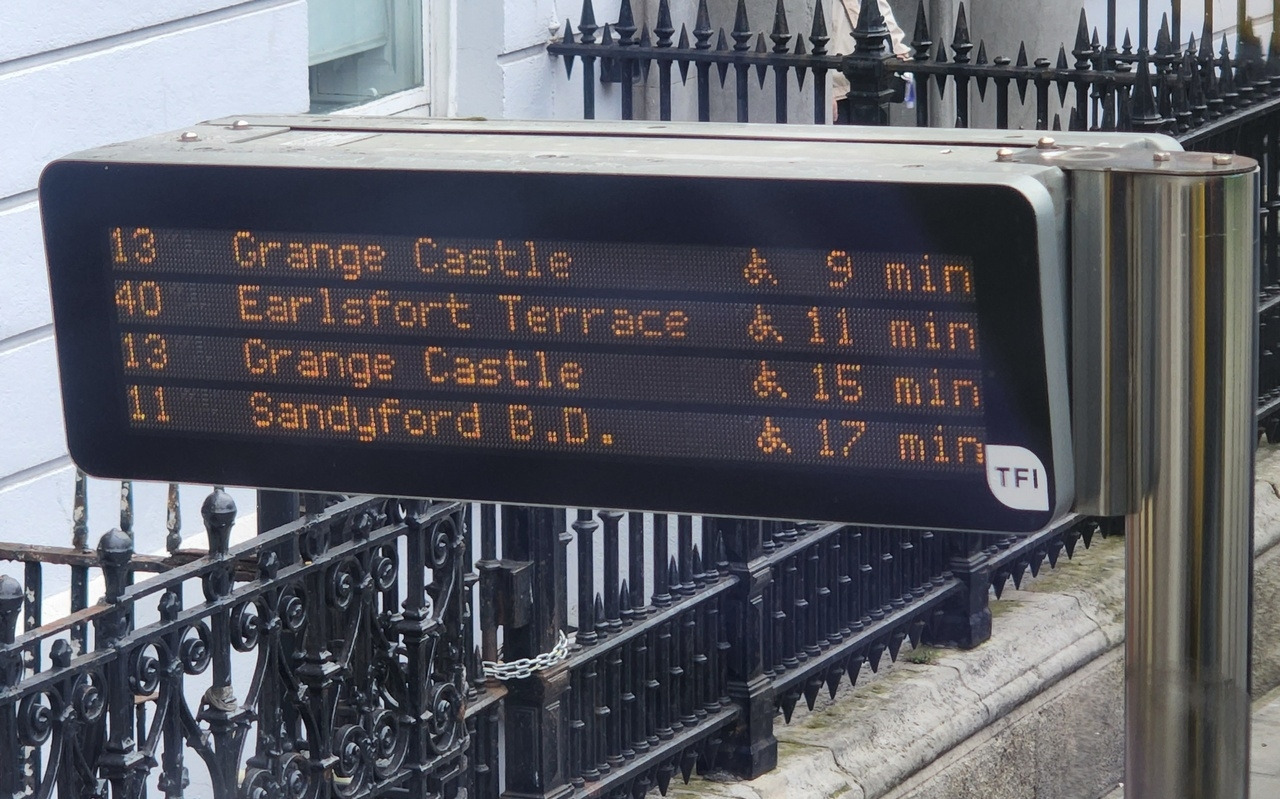 13 Grange Castle ♿ 9 min
40 Earlsfort Terrace ♿ 11 min
13 Grange Castle ♿ 15 min
11 Sandyford B.D. ♿ 17 min
TFI